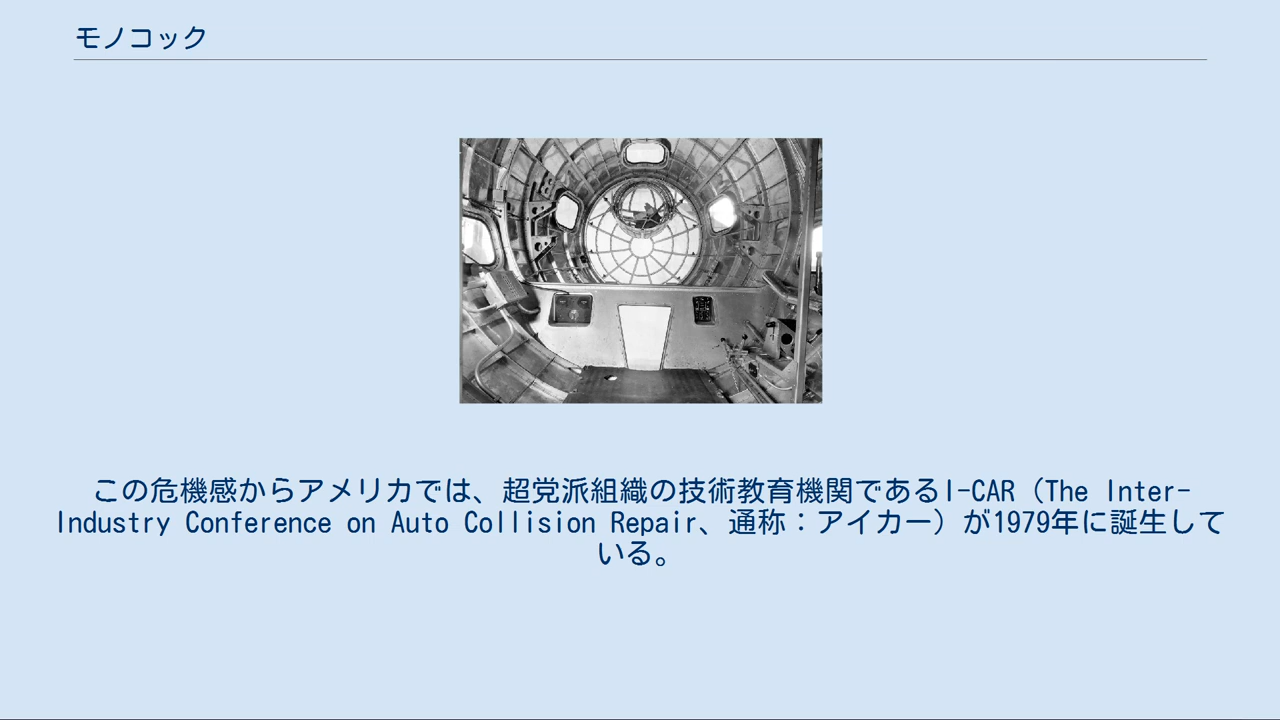 モノコック
この危機感からアメリカでは、超党派組織の技術教育機関であるI-CAR（The Inter-
Industry Conference on Auto Collision Repair、通称：アイカー）が1979年に誕生して
いる。